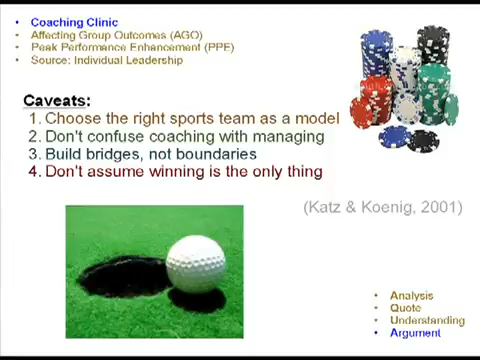 Coaching Clinic
Affecting Group Outcomes (AGO)
Peak Performance Enhancement (PPE)
Source: Individual Leadership
Caveats:
1. Choose the right sports team as a model
2. Don't confuse coaching with managing
3. Build bridges, not boundaries
4. Don't assume winning is the only thing
(Katz & Koenig, 2001)
Analysis
Quote
Understanding
Argument